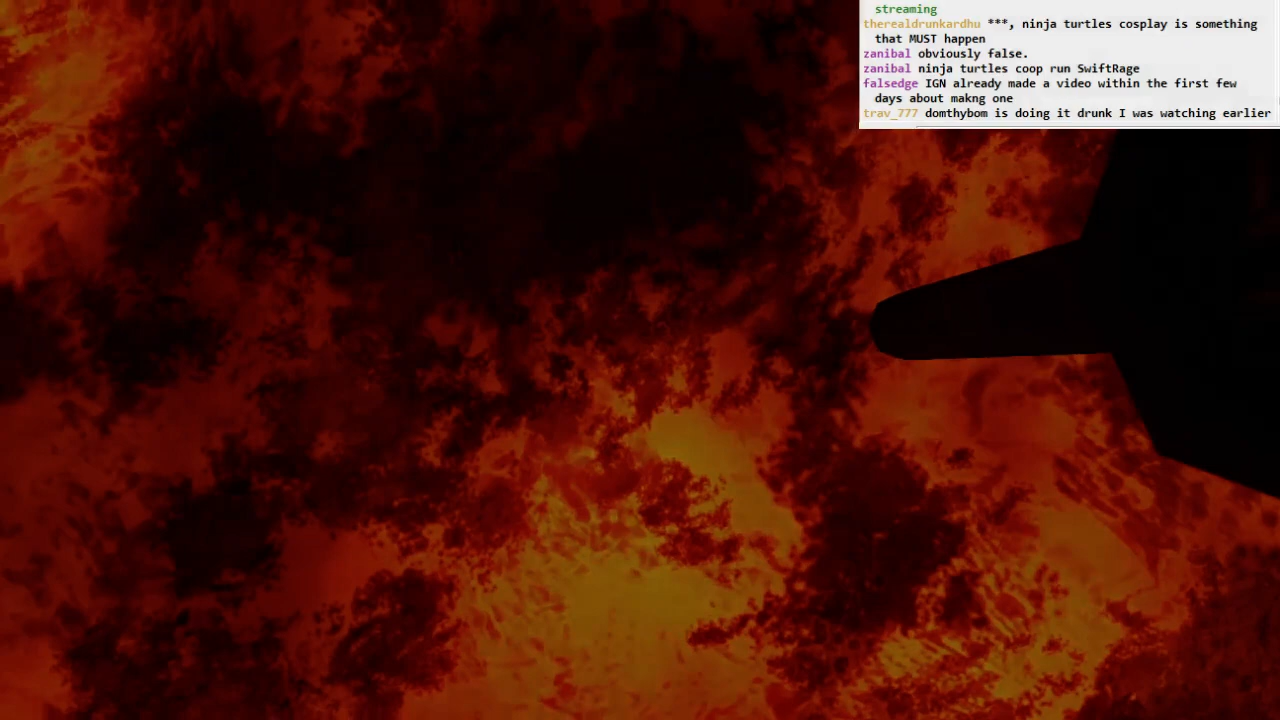 streaming
therealdrunkardhu ***, ninja turtles cosplay is something
that MUST happen
zanibal obviously false.
zanibal ninja turtles coop run SwiftRage
falsedge IGN already made a video within the first few
days about makng one
trav_777 domthybom is doing it drunk I was watching earlier